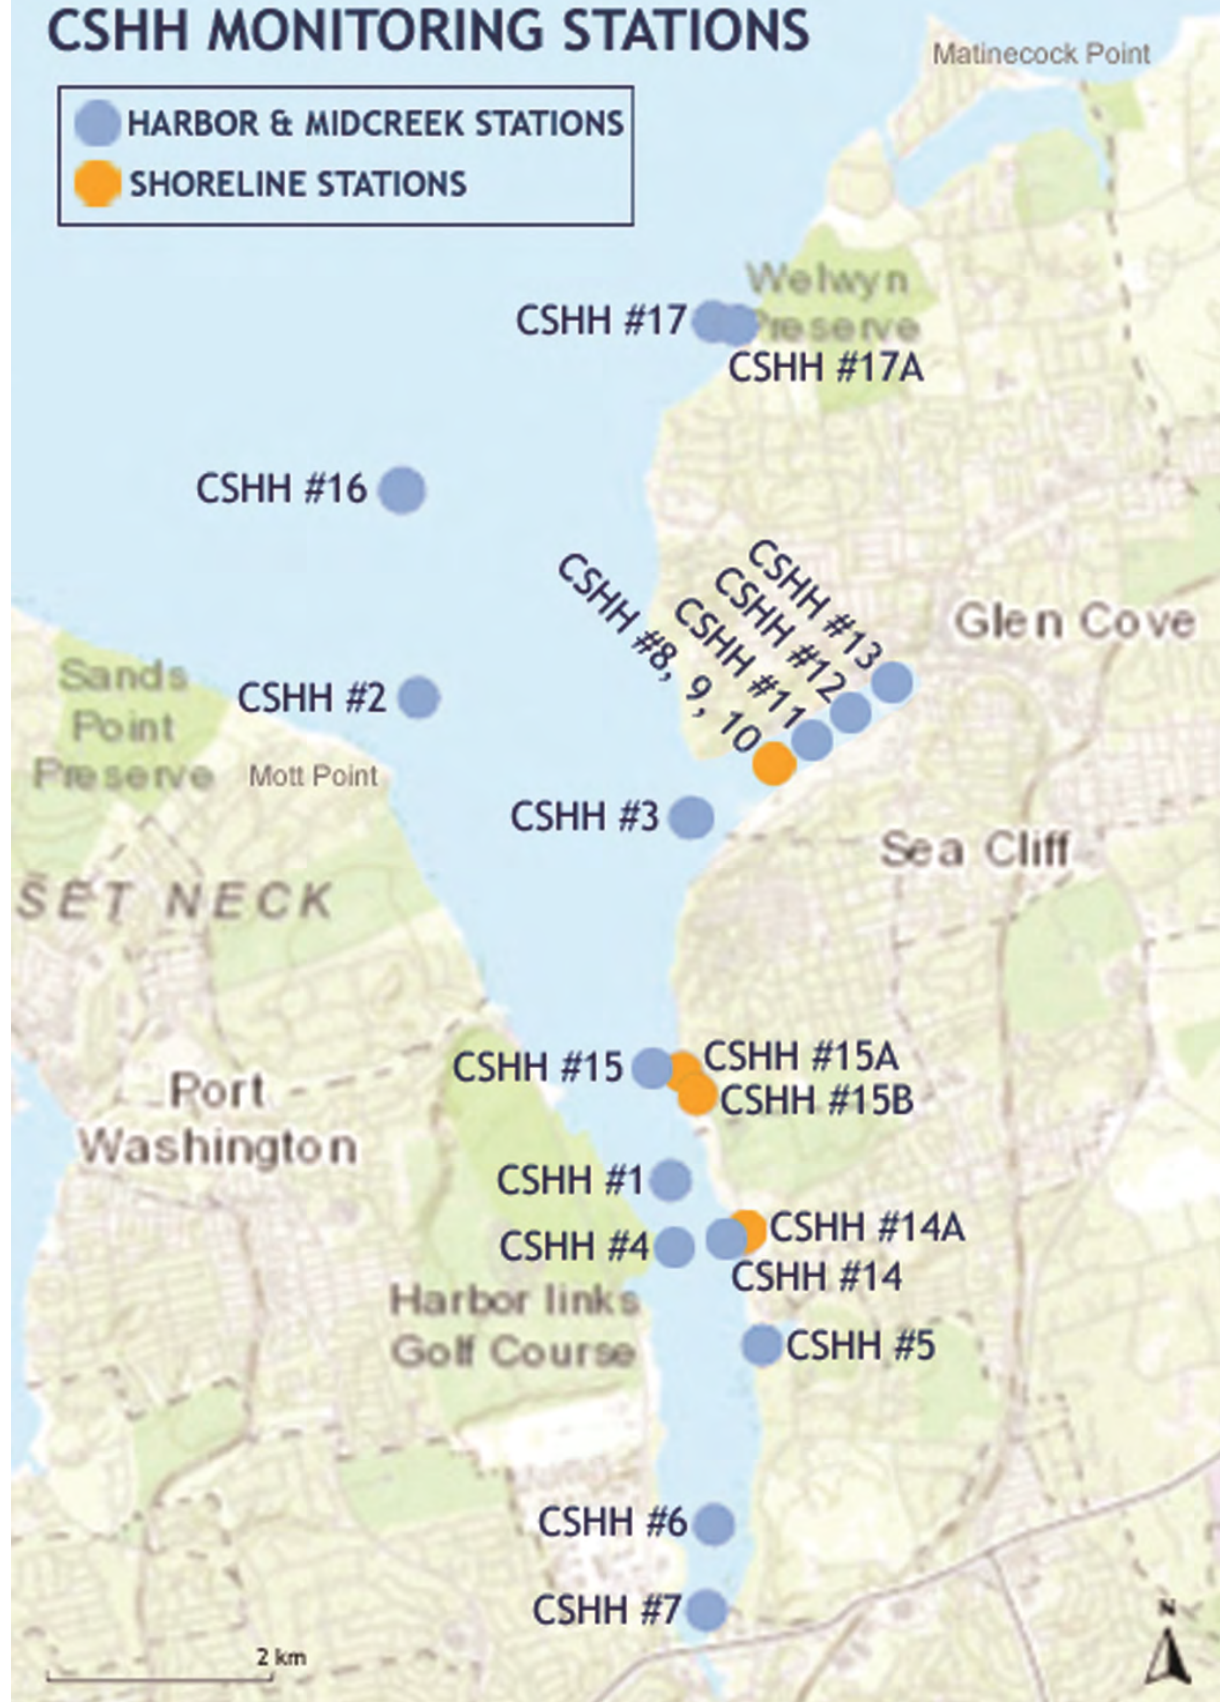 CSHH MONITORING STATIONS
HARBOR & MIDCREEK STATIONS
SHORELINE STATIONS
Matinecock Point
Welwyn
Preserve
CSHH #17
CSHH #17A
CSHH #16
CSHH #13
CSHH #12
CSHH #11
CSHH #8, 9, 10
Glen Cove
Sands
Point
Preserve
CSHH #2
Mott Point
CSHH #3
Sea Cliff
SET NECK
CSHH #15
CSHH #15A
CSHH #15B
Port
Washington
CSHH #1
CSHH #4
CSHH #14A
CSHH #14
Harbor links
Golf Course
CSHH #5
CSHH #6
CSHH #7
2 km
N